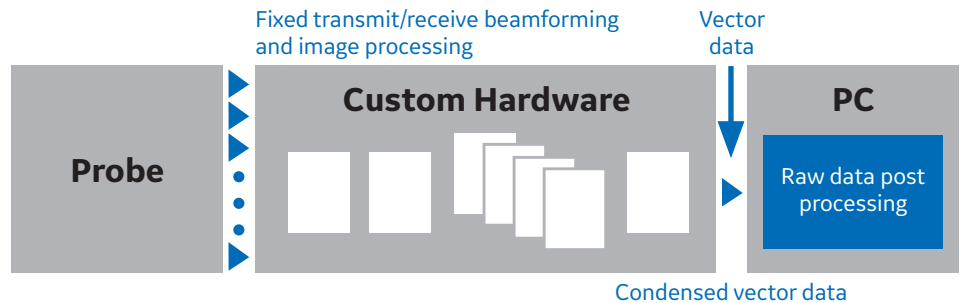 Fixed transmit/receive beamforming
and image processing
Vector
data
Probe
Custom Hardware
PC
Raw data post
processing
Condensed vector data